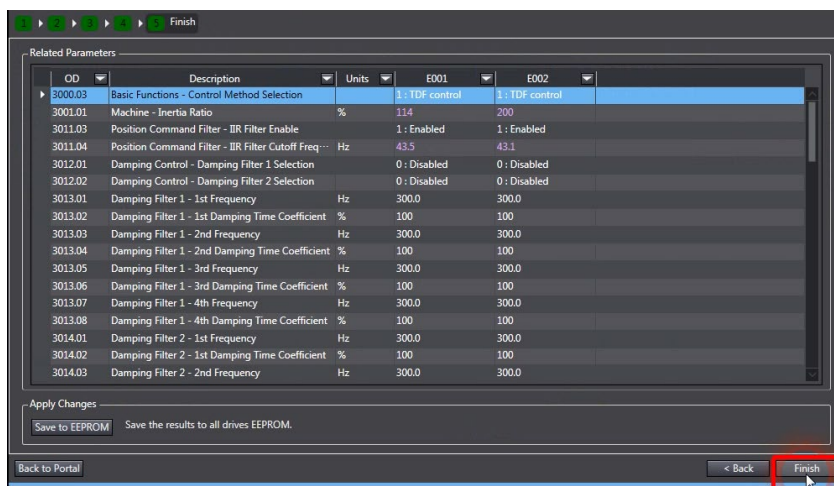 1 2 3 4 5 Finish
Related Parameters
OD Description Units E001 E002
3000.03 Basic Functions - Control Method Selection 1 : TDF control 1 : TDF control
3001.01 Machine - Inertia Ratio % 114 200
3011.03 Position Command Filter - IIR Filter Enable 1 : Enabled 1 : Enabled
3011.04 Position Command Filter - IIR Filter Cutoff Freq··· Hz 43.5 43.1
3012.01 Damping Control - Damping Filter 1 Selection 0 : Disabled 0 : Disabled
3012.02 Damping Control - Damping Filter 2 Selection 0 : Disabled 0 : Disabled
3013.01 Damping Filter 1 - 1st Frequency Hz 300.0 300.0
3013.02 Damping Filter 1 - 1st Damping Time Coefficient % 100 100
3013.03 Damping Filter 1 - 2nd Frequency Hz 300.0 300.0
3013.04 Damping Filter 1 - 2nd Damping Time Coefficient % 100 100
3013.05 Damping Filter 1 - 3rd Frequency Hz 300.0 300.0
3013.06 Damping Filter 1 - 3rd Damping Time Coefficient % 100 100
3013.07 Damping Filter 1 - 4th Frequency Hz 300.0 300.0
3013.08 Damping Filter 1 - 4th Damping Time Coefficient % 100 100
3014.01 Damping Filter 2 - 1st Frequency Hz 300.0 300.0
3014.02 Damping Filter 2 - 1st Damping Time Coefficient % 100 100
3014.03 Damping Filter 2 - 2nd Frequency Hz 300.0 300.0
Apply Changes
Save to EEPROM Save the results to all drives EEPROM.
Back to Portal < Back Finish